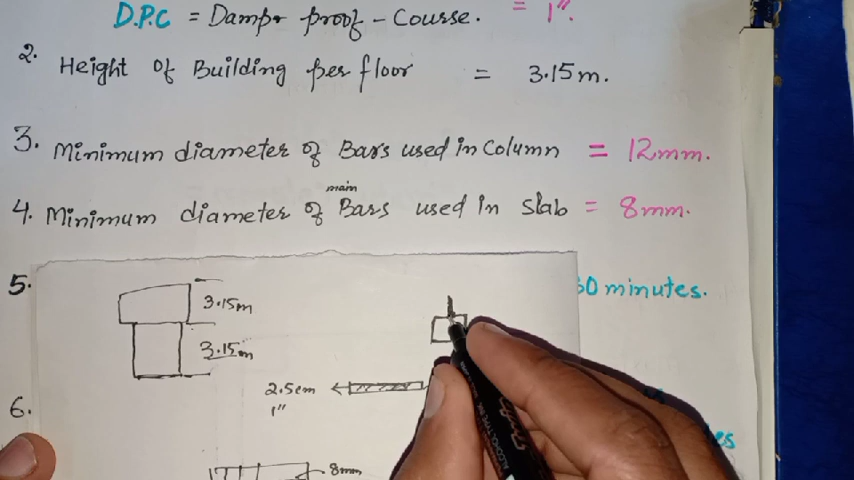 D.P.C = Dampr proof - Course. = 1"
2. Height of Building per floor = 3.15m.
3. Minimum diameter of Bars used in Column = 12mm.
main
4. Minimum diameter of Bars used in slab = 8mm.
5. 30 minutes.
3.15m
3.15m
2.5cm
1"
6.
8mm